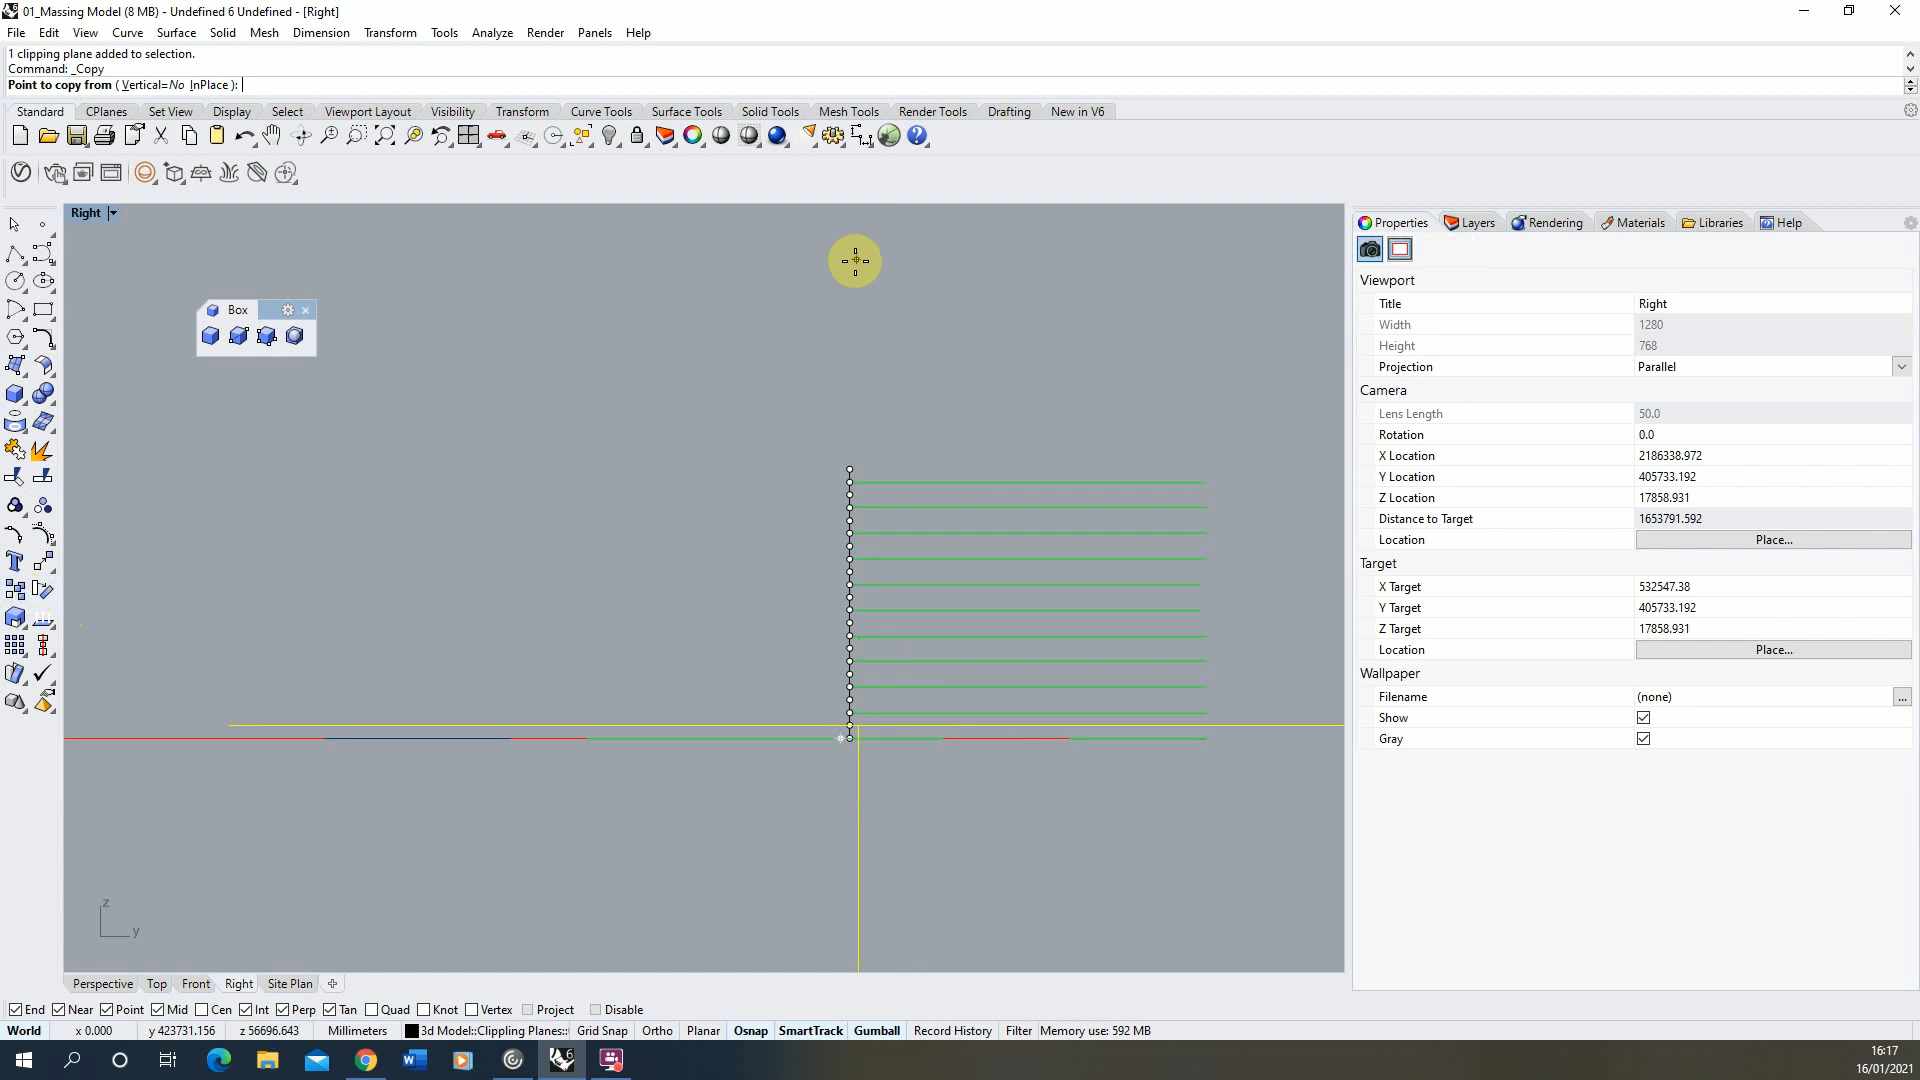 01_Massing Model (8 MB) - Undefined 6 Undefined - [Right]
File Edit View Curve Surface Solid Mesh Dimension Transform Tools Analyze Render Panels Help
1 clipping plane added to selection.
Command: _Copy
Point to copy from ( Vertical=No InPlace ):
Standard CPlanes Set View Display Select Viewport Layout Visibility Transform Curve Tools Surface Tools Solid Tools Mesh Tools Render Tools Drafting New in V6
Right
Properties Layers Rendering Materials Libraries Help
Box
Viewport
Title Right
Width 1280
Height 768
Projection Parallel
Camera
Lens Length 50.0
Rotation 0.0
X Location 2186338.972
Y Location 405733.192
Z Location 17858.931
Distance to Target 1653791.592
Location Place...
Target
X Target 532547.38
Y Target 405733.192
Z Target 17858.931
Location Place...
Wallpaper
Filename (none) ...
Show
Gray
z
y
Perspective Top Front Right Site Plan
End Near Point Mid Cen Int Perp Tan Quad Knot Vertex Project Disable
World x 0.000 y 423731.156 z 56696.643 Millimeters 3d Model::Clippling Planes:: Grid Snap Ortho Planar Osnap SmartTrack Gumball Record History Filter Memory use: 592 MB
16:17
16/01/2021